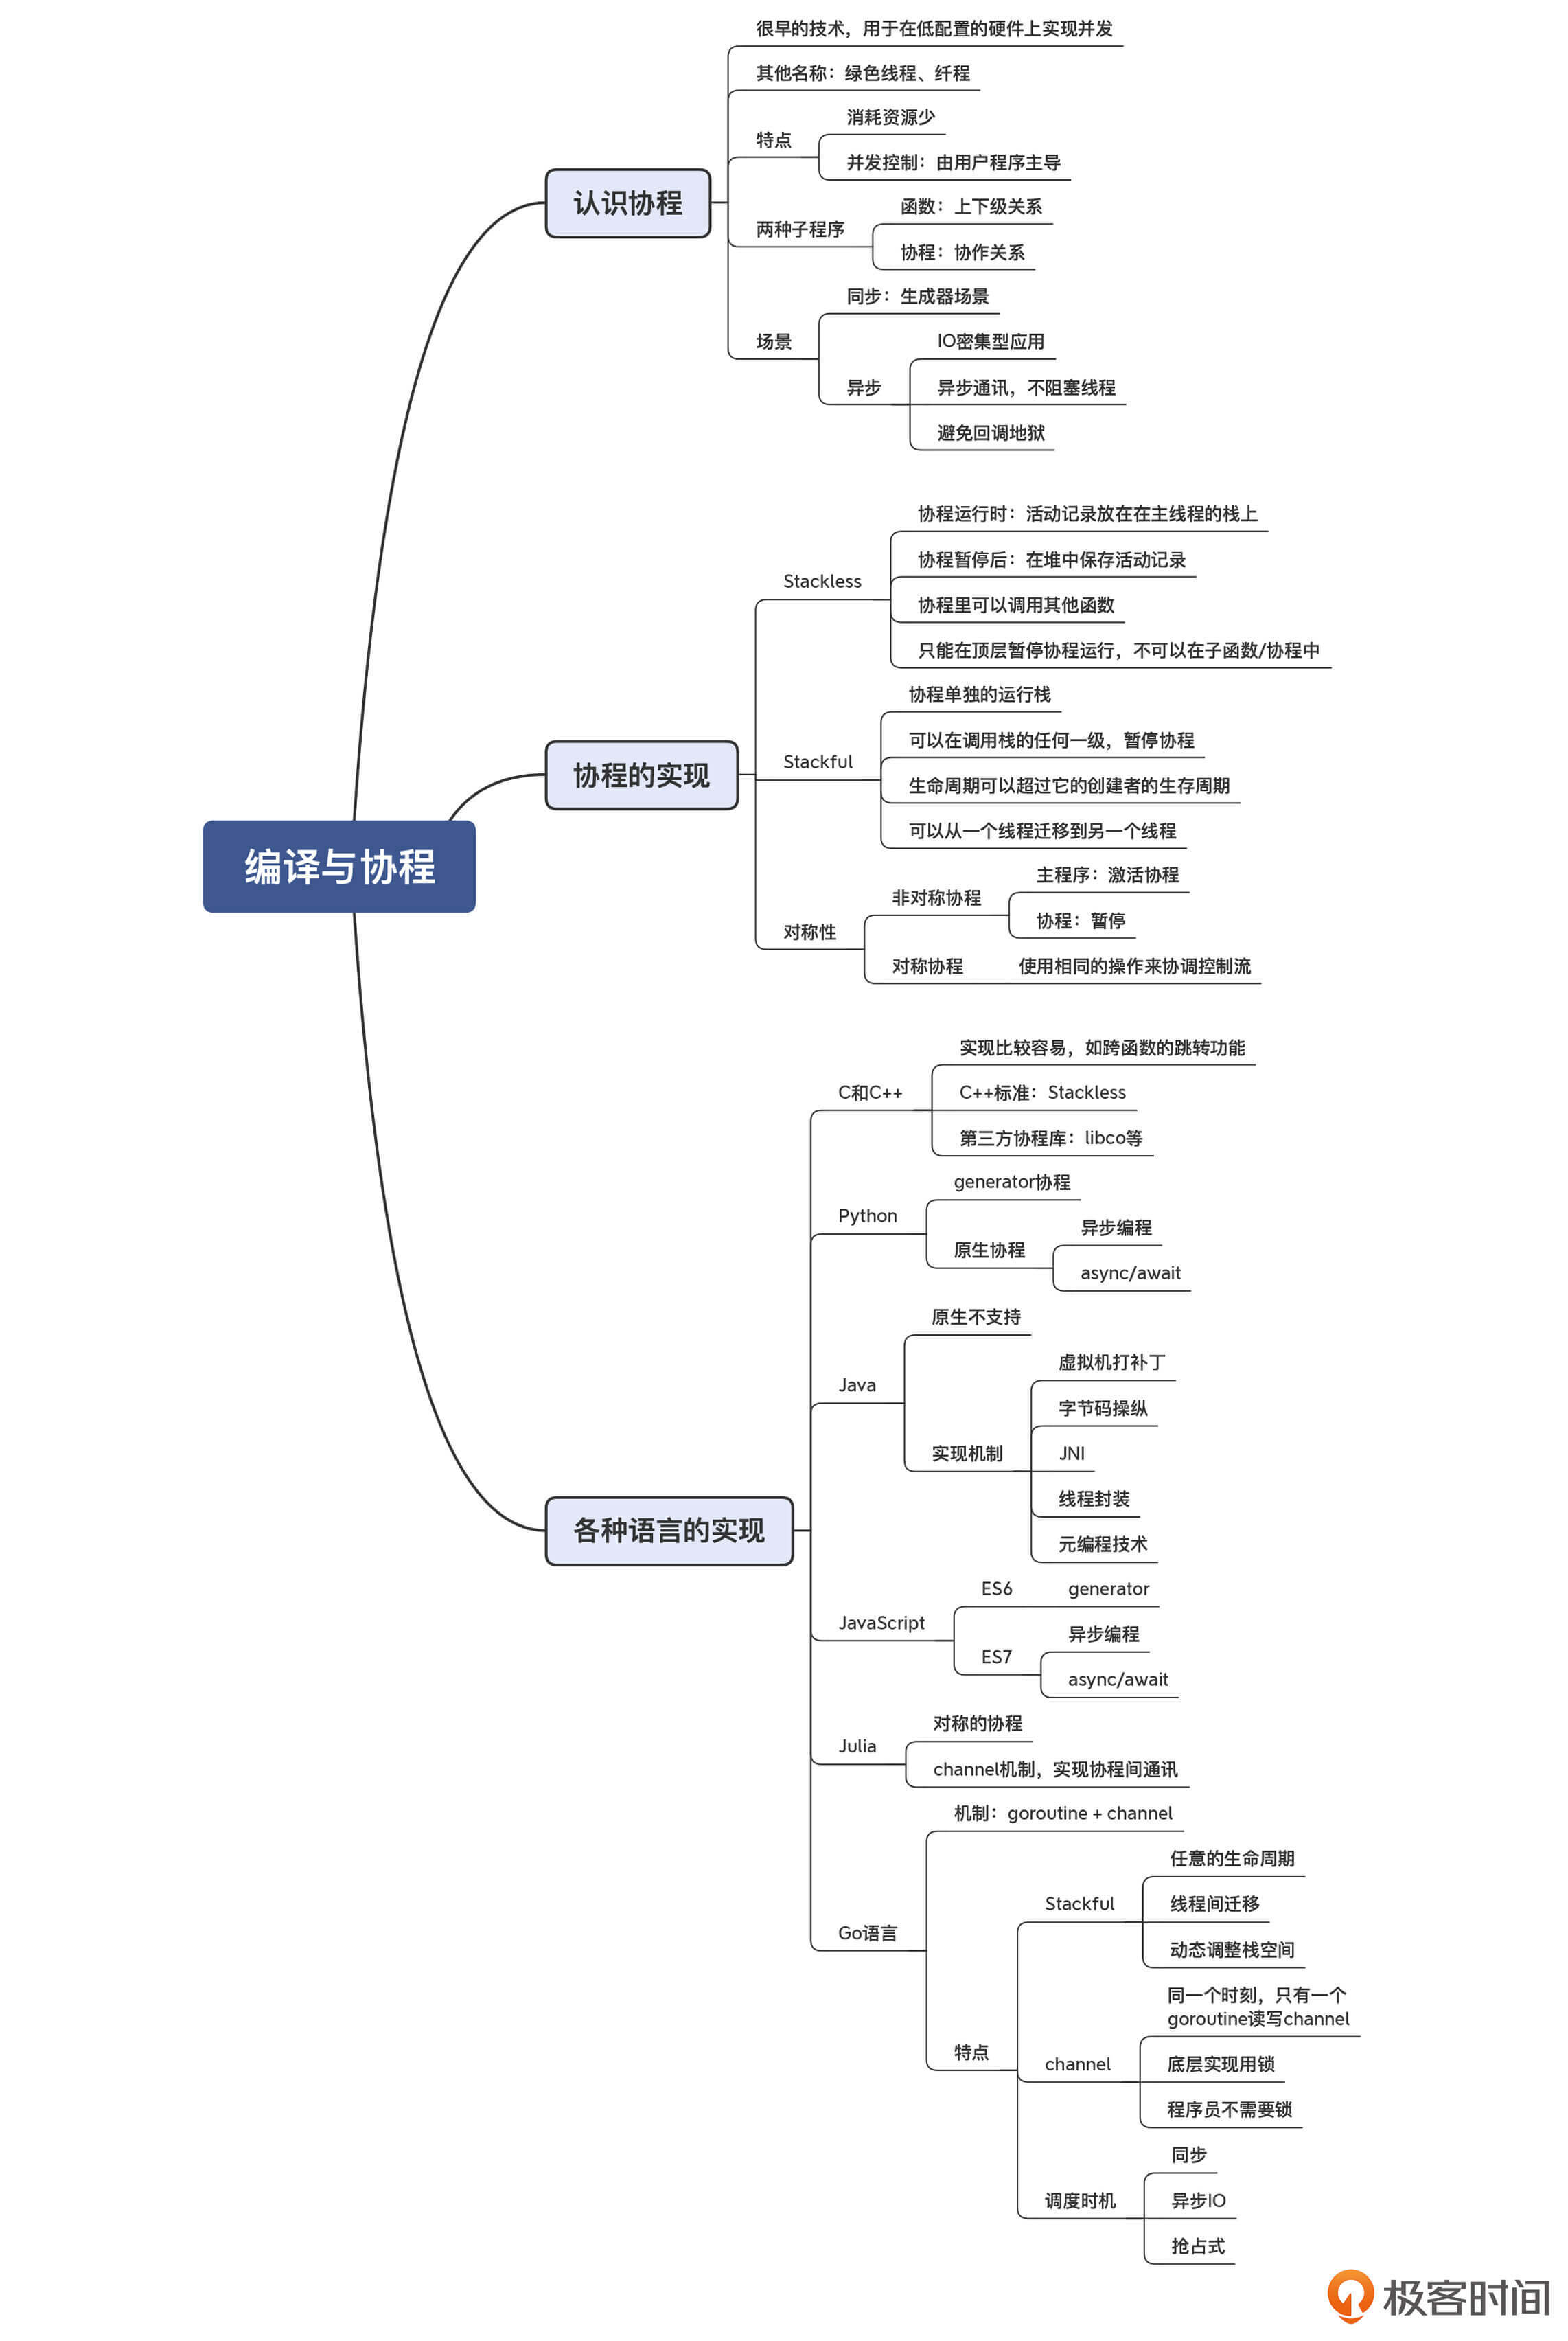 编译与协程
认识协程
很早的技术，用于在低配置的硬件上实现并发
其他名称：绿色线程、纤程
特点
消耗资源少
并发控制：由用户程序主导
两种子程序
函数：上下级关系
协程：协作关系
场景
同步：生成器场景
异步
IO密集型应用
异步通讯，不阻塞线程
避免回调地狱
协程的实现
Stackless
协程运行时：活动记录放在在主线程的栈上
协程暂停后：在堆中保存活动记录
协程里可以调用其他函数
只能在顶层暂停协程运行，不可以在子函数/协程中
Stackful
协程单独的运行栈
可以在调用栈的任何一级，暂停协程
生命周期可以超过它的创建者的生存周期
可以从一个线程迁移到另一个线程
对称性
非对称协程
主程序：激活协程
协程：暂停
对称协程
使用相同的操作来协调控制流
各种语言的实现
C和C++
实现比较容易，如跨函数的跳转功能
C++标准：Stackless
第三方协程库：libco等
Python
generator协程
原生协程
异步编程
async/await
Java
原生不支持
实现机制
虚拟机打补丁
字节码操纵
JNI
线程封装
元编程技术
JavaScript
ES6
generator
ES7
异步编程
async/await
Julia
对称的协程
channel机制，实现协程间通讯
Go语言
机制：goroutine + channel
特点
Stackful
任意的生命周期
线程间迁移
动态调整栈空间
channel
同一个时刻，只有一个
goroutine读写channel
底层实现用锁
程序员不需要锁
调度时机
同步
异步IO
抢占式
极客时间